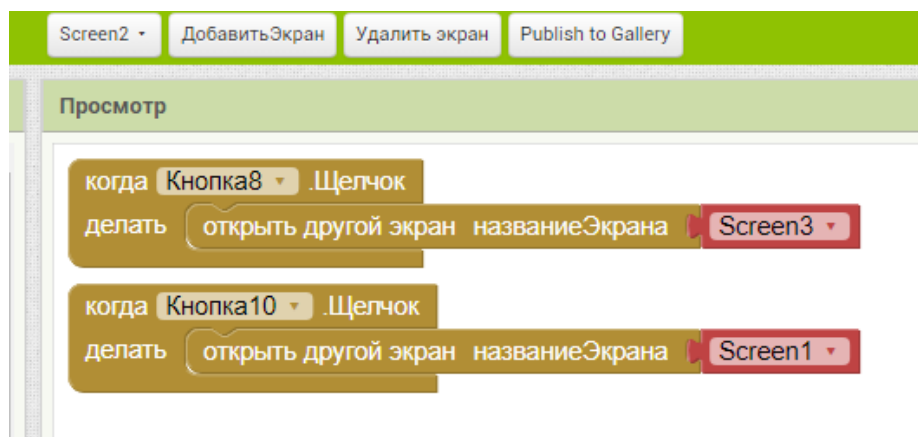 Screen2 ДобавитьЭкран Удалить экран Publish to Gallery
Просмотр
когда Кнопка8 .Щелчок
делать открыть другой экран названиеЭкрана Screen3
когда Кнопка10 .Щелчок
делать открыть другой экран названиеЭкрана Screen1